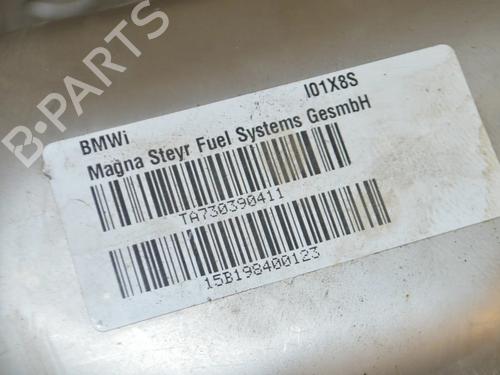 B-PARTS
BMWi
I01X8S
Magna Steyr Fuel Systems GesmbH
TA730390411
15B198400123